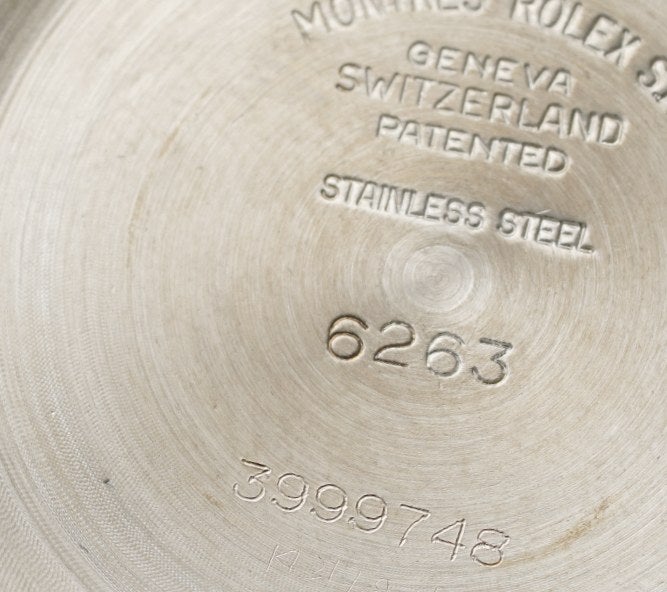 MONTRES ROLEX S.
GENEVA
SWITZERLAND
PATENTED
STAINLESS STEEL
6263
3999748